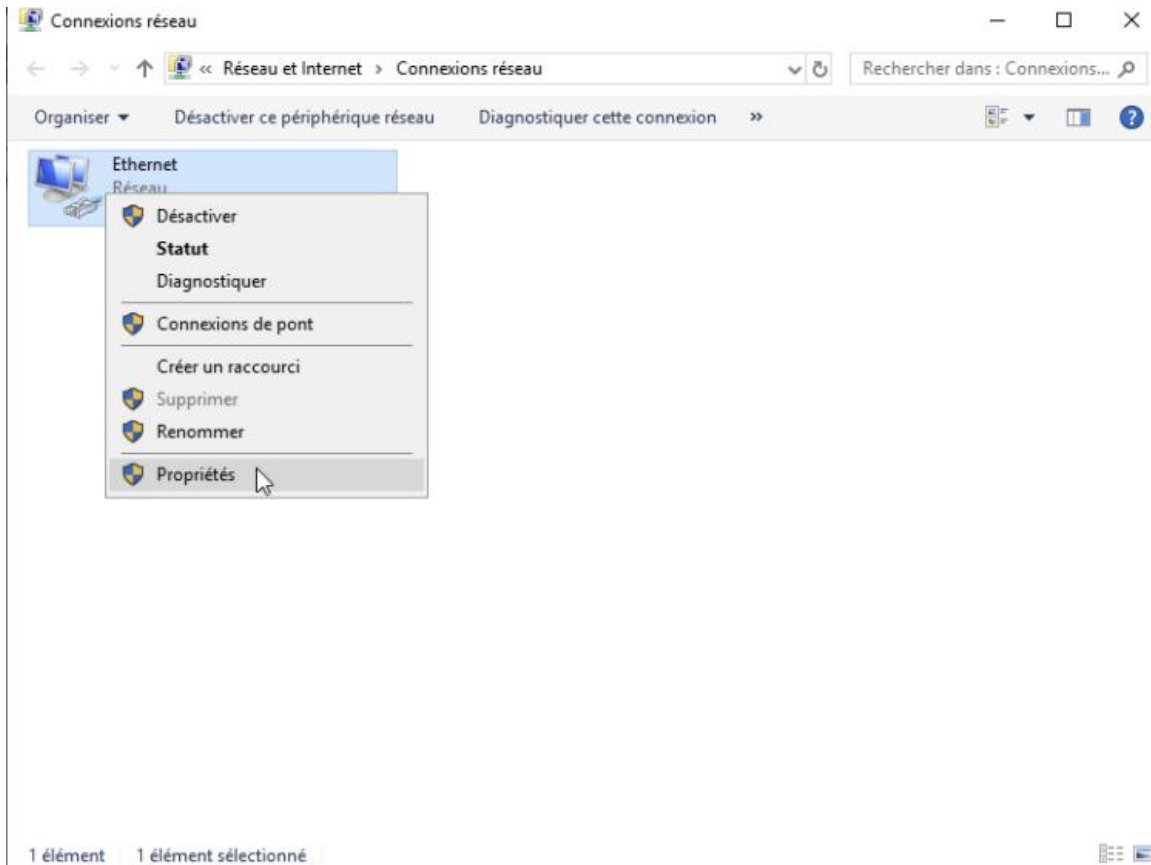 Connexions réseau
« Réseau et Internet › Connexions réseau
Rechercher dans : Connexions...
Organiser Désactiver ce périphérique réseau Diagnostiquer cette connexion »
Ethernet
Réseau
Désactiver
Statut
Diagnostiquer
Connexions de pont
Créer un raccourci
Supprimer
Renommer
Propriétés
1 élément 1 élément sélectionné